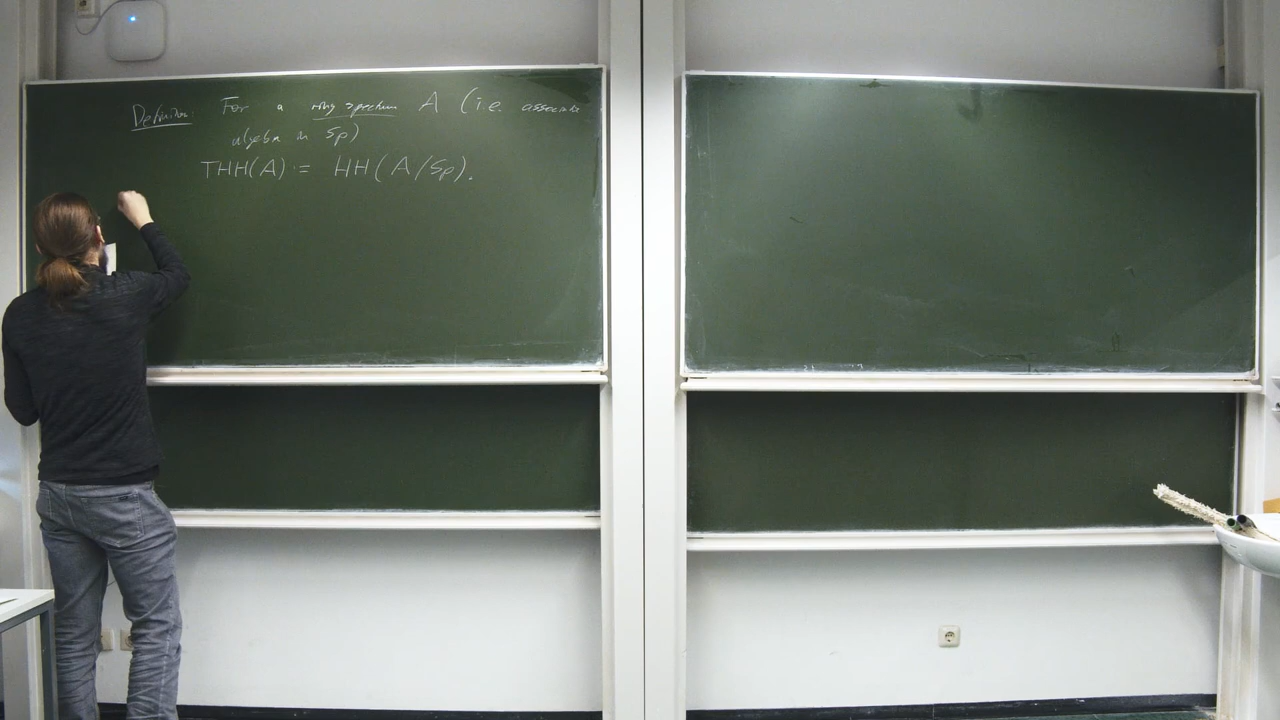 Definition: For a ring spectrum A (i.e. associative
algebra in Sp)
THH(A) := HH(A/Sp).